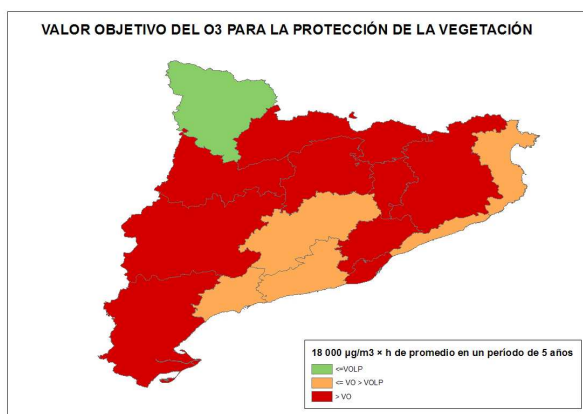 VALOR OBJETIVO DEL O3 PARA LA PROTECCIÓN DE LA VEGETACIÓN
18 000 µg/m3 × h de promedio en un período de 5 años
<=VOLP
<= VO > VOLP
> VO